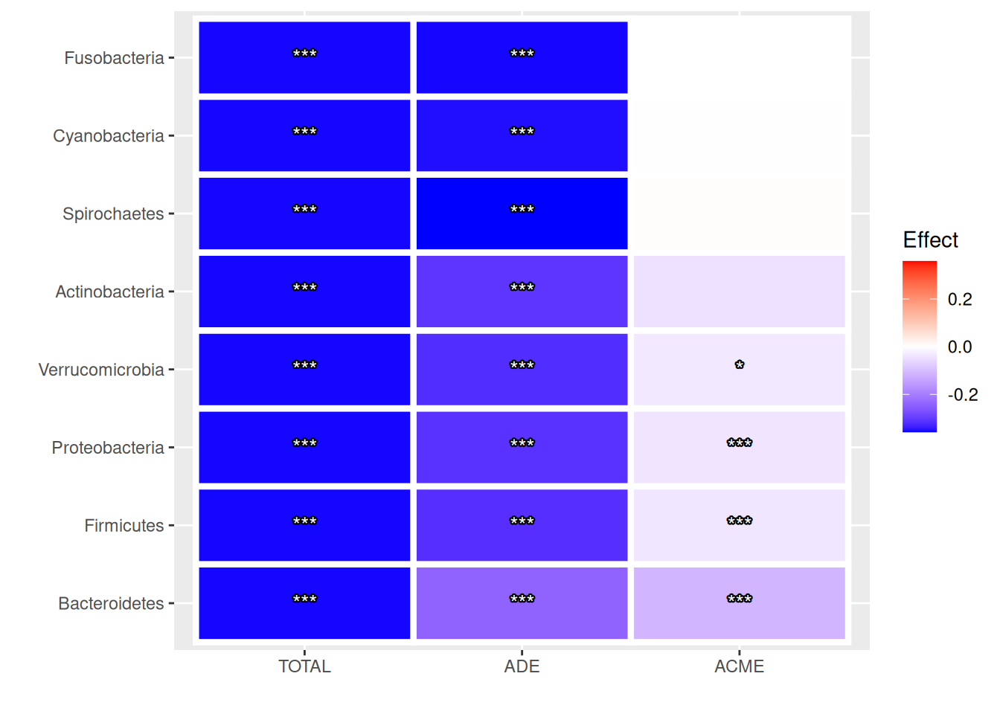 Fusobacteria *** ***
Cyanobacteria *** ***
Spirochaetes *** ***
Actinobacteria *** ***
Verrucomicrobia *** *** *
Proteobacteria *** *** ***
Firmicutes *** *** ***
Bacteroidetes *** *** ***
TOTAL ADE ACME
Effect
0.2
0.0
-0.2